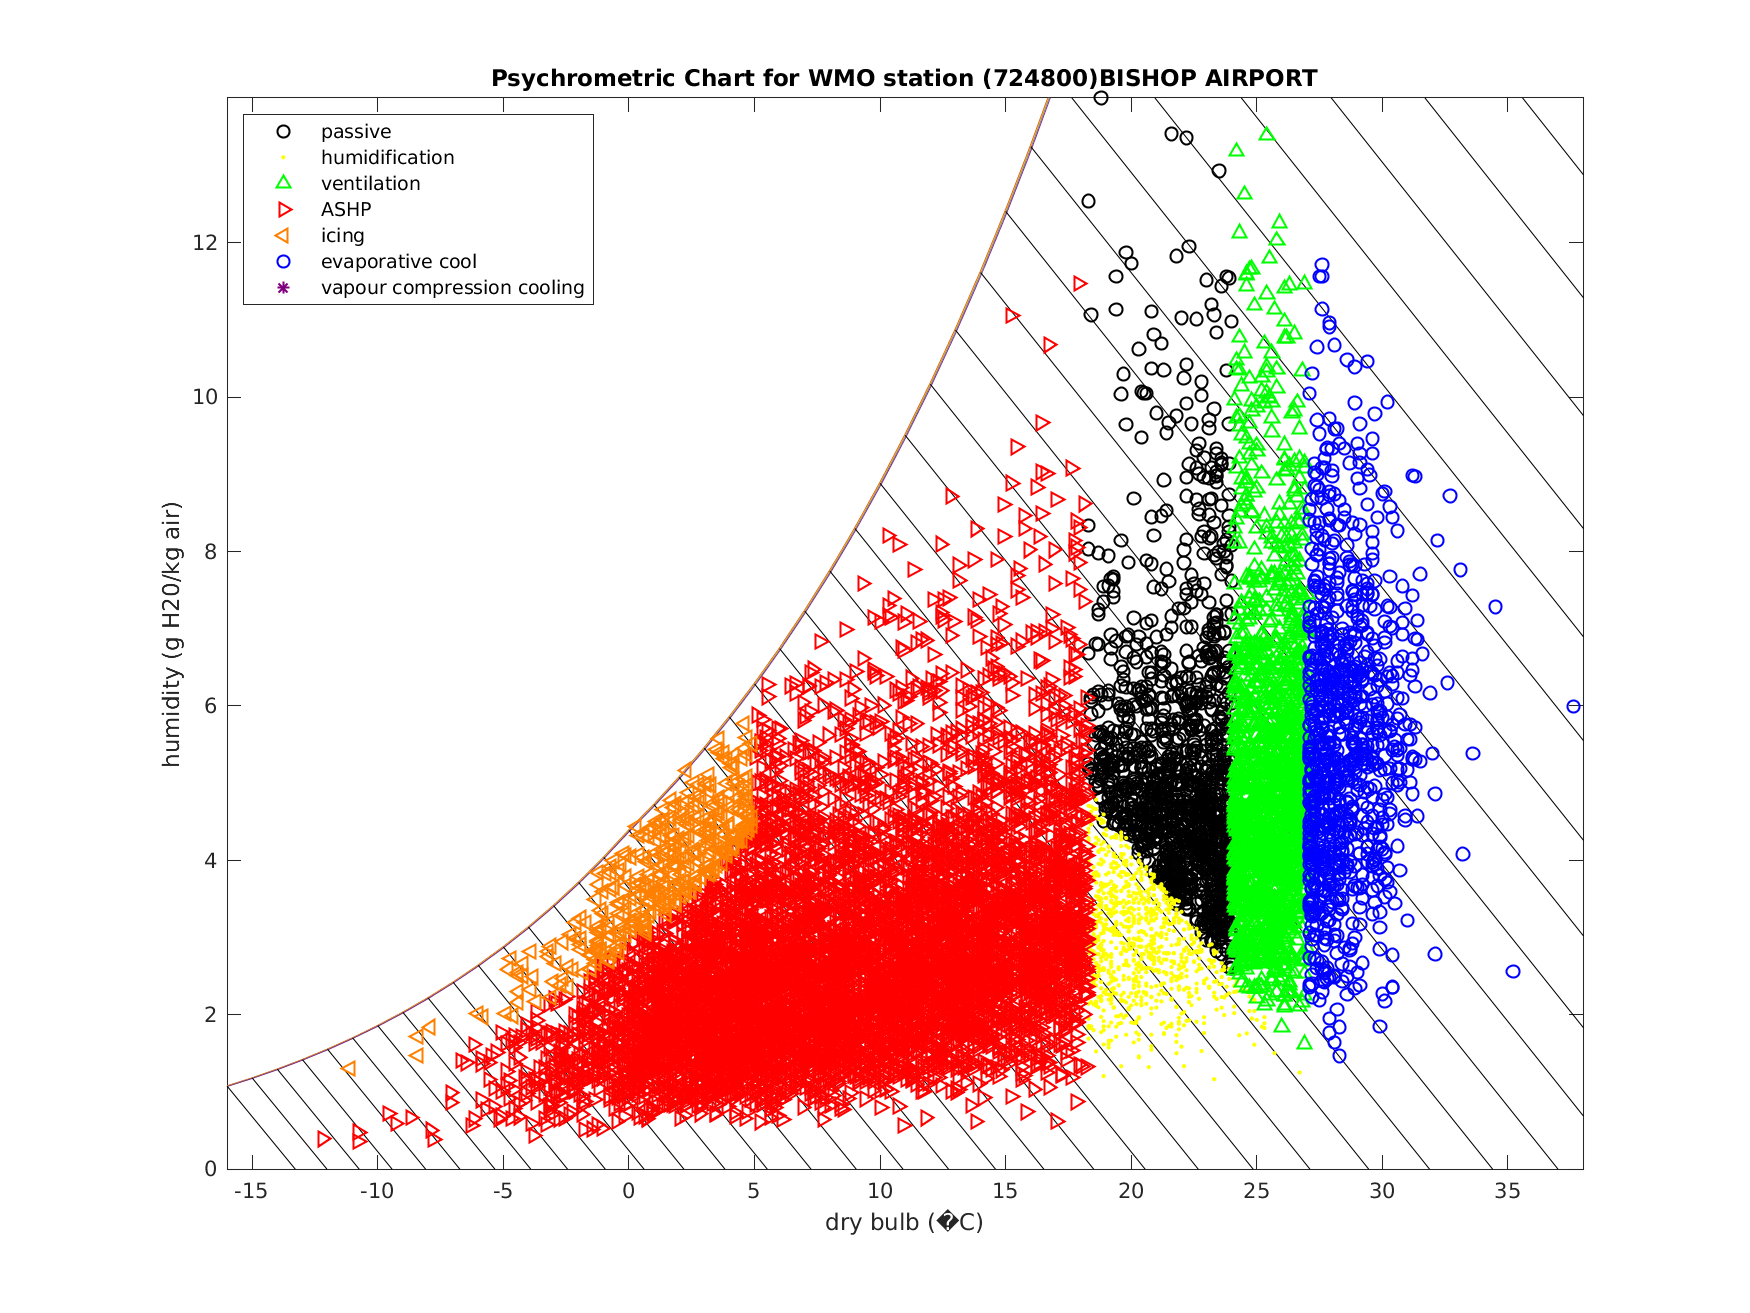 Psychrometric Chart for WMO station (724800)BISHOP AIRPORT
passive
humidification
ventilation
ASHP
icing
evaporative cool
vapour compression cooling
humidity (g H20/kg air)
12
10
8
6
4
2
0
-15 -10 -5 0 5 10 15 20 25 30 35
dry bulb (�C)